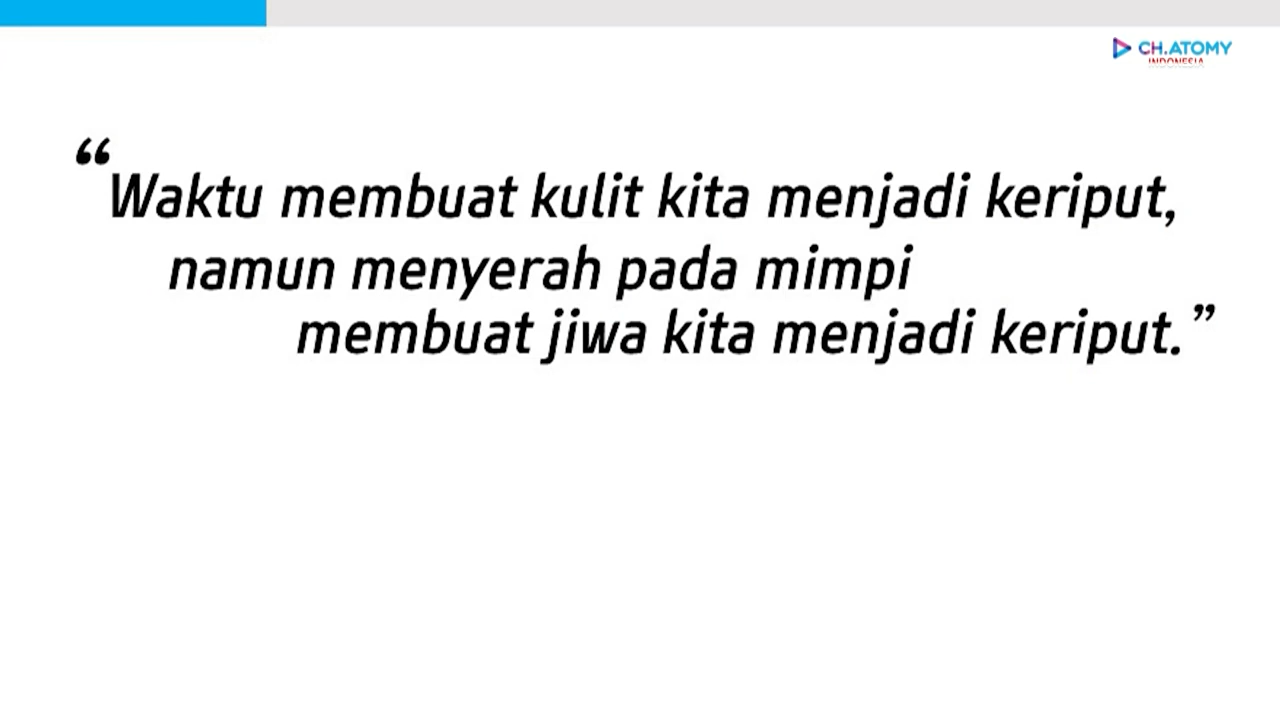 CH.ATOMY
INDONESIA
“Waktu membuat kulit kita menjadi keriput,
namun menyerah pada mimpi
membuat jiwa kita menjadi keriput.”